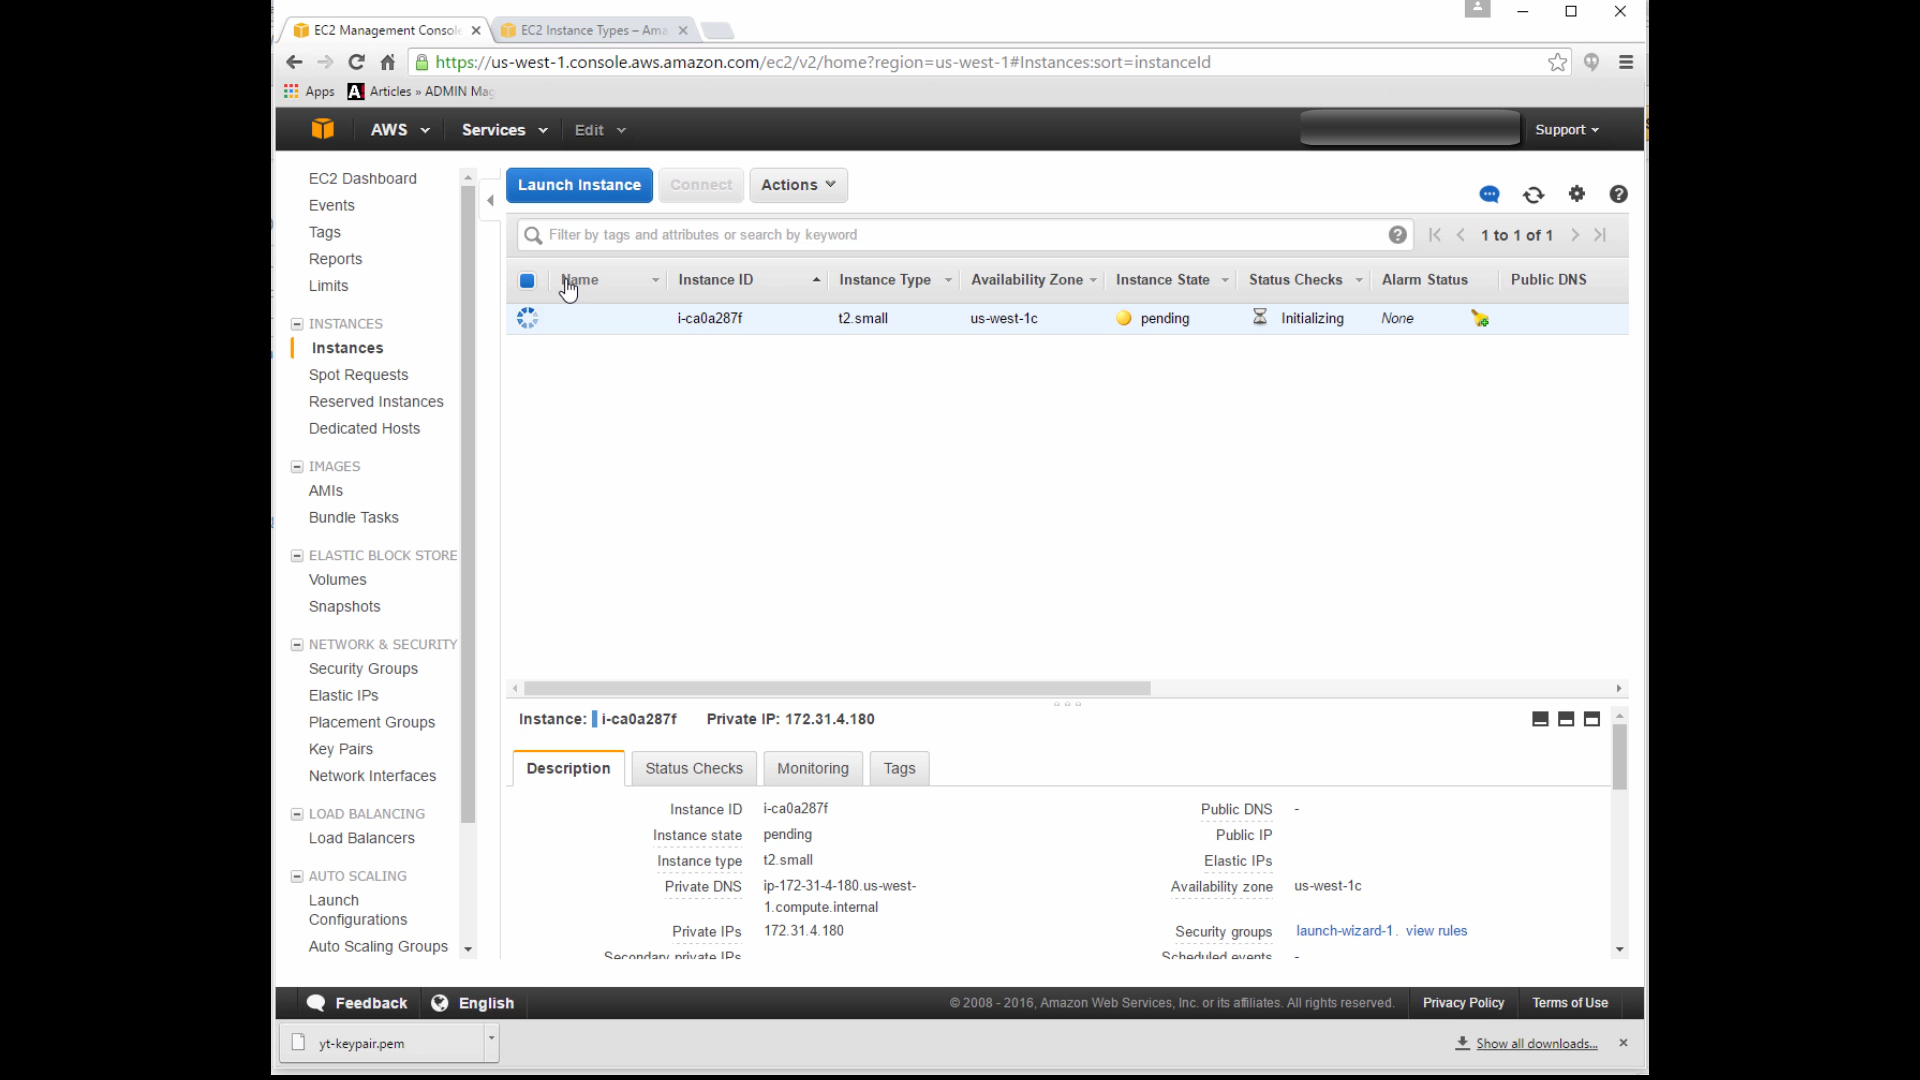 EC2 Management Consol
EC2 Instance Types – Ama
https://us-west-1.console.aws.amazon.com/ec2/v2/home?region=us-west-1#Instances:sort=instanceId
Apps
Articles » ADMIN Mag
AWS
Services
Edit
Support
EC2 Dashboard
Events
Tags
Reports
Limits
INSTANCES
Instances
Spot Requests
Reserved Instances
Dedicated Hosts
IMAGES
AMIs
Bundle Tasks
ELASTIC BLOCK STORE
Volumes
Snapshots
NETWORK & SECURITY
Security Groups
Elastic IPs
Placement Groups
Key Pairs
Network Interfaces
LOAD BALANCING
Load Balancers
AUTO SCALING
Launch
Configurations
Auto Scaling Groups
Launch Instance
Connect
Actions
Filter by tags and attributes or search by keyword
1 to 1 of 1
Name Instance ID Instance Type Availability Zone Instance State Status Checks Alarm Status Public DNS
i-ca0a287f t2.small us-west-1c pending Initializing None
Instance: i-ca0a287f Private IP: 172.31.4.180
Description
Status Checks
Monitoring
Tags
Instance ID i-ca0a287f
Instance state pending
Instance type t2.small
Private DNS ip-172-31-4-180.us-west-
1.compute.internal
Private IPs 172.31.4.180
Secondary private IPs
Public DNS -
Public IP
Elastic IPs
Availability zone us-west-1c
Security groups launch-wizard-1. view rules
Scheduled events -
Feedback
English
© 2008 - 2016, Amazon Web Services, Inc. or its affiliates. All rights reserved.
Privacy Policy
Terms of Use
yt-keypair.pem
Show all downloads...